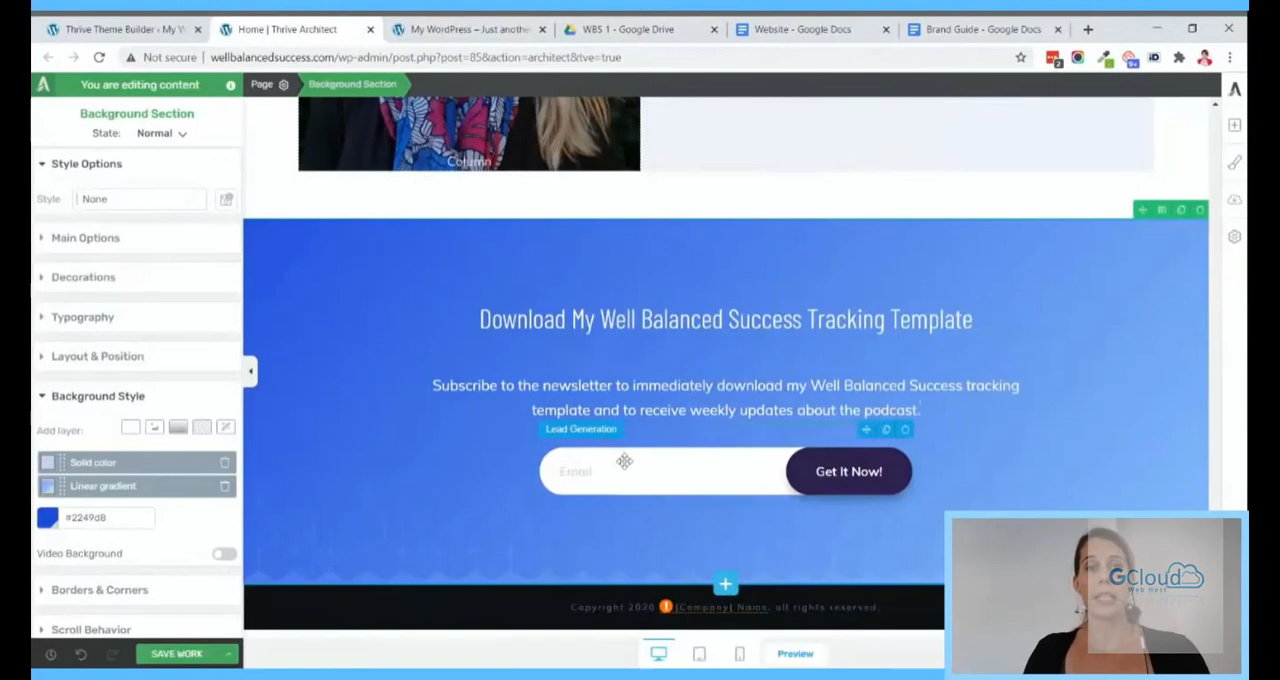 Thrive Theme Builder - My W
Home | Thrive Architect
My WordPress – Just anothe
WBS 1 - Google Drive
Website - Google Docs
Brand Guide - Google Docs
Not secure | wellbalancedsuccess.com/wp-admin/post.php?post=85&action=architect&tve=true
You are editing content
Page
Background Section
Background Section
State: Normal
Style Options
Style None
Main Options
Decorations
Typography
Layout & Position
Background Style
Add layer:
Solid color
Linear gradient
#2249d8
Video Background
Borders & Corners
Scroll Behavior
SAVE WORK
Column
Download My Well Balanced Success Tracking Template
Subscribe to the newsletter to immediately download my Well Balanced Success tracking
template and to receive weekly updates about the podcast.
Lead Generation
Email
Get It Now!
Copyright 2020 [Company] Name, all rights reserved.
Preview
GCloud
Web Host